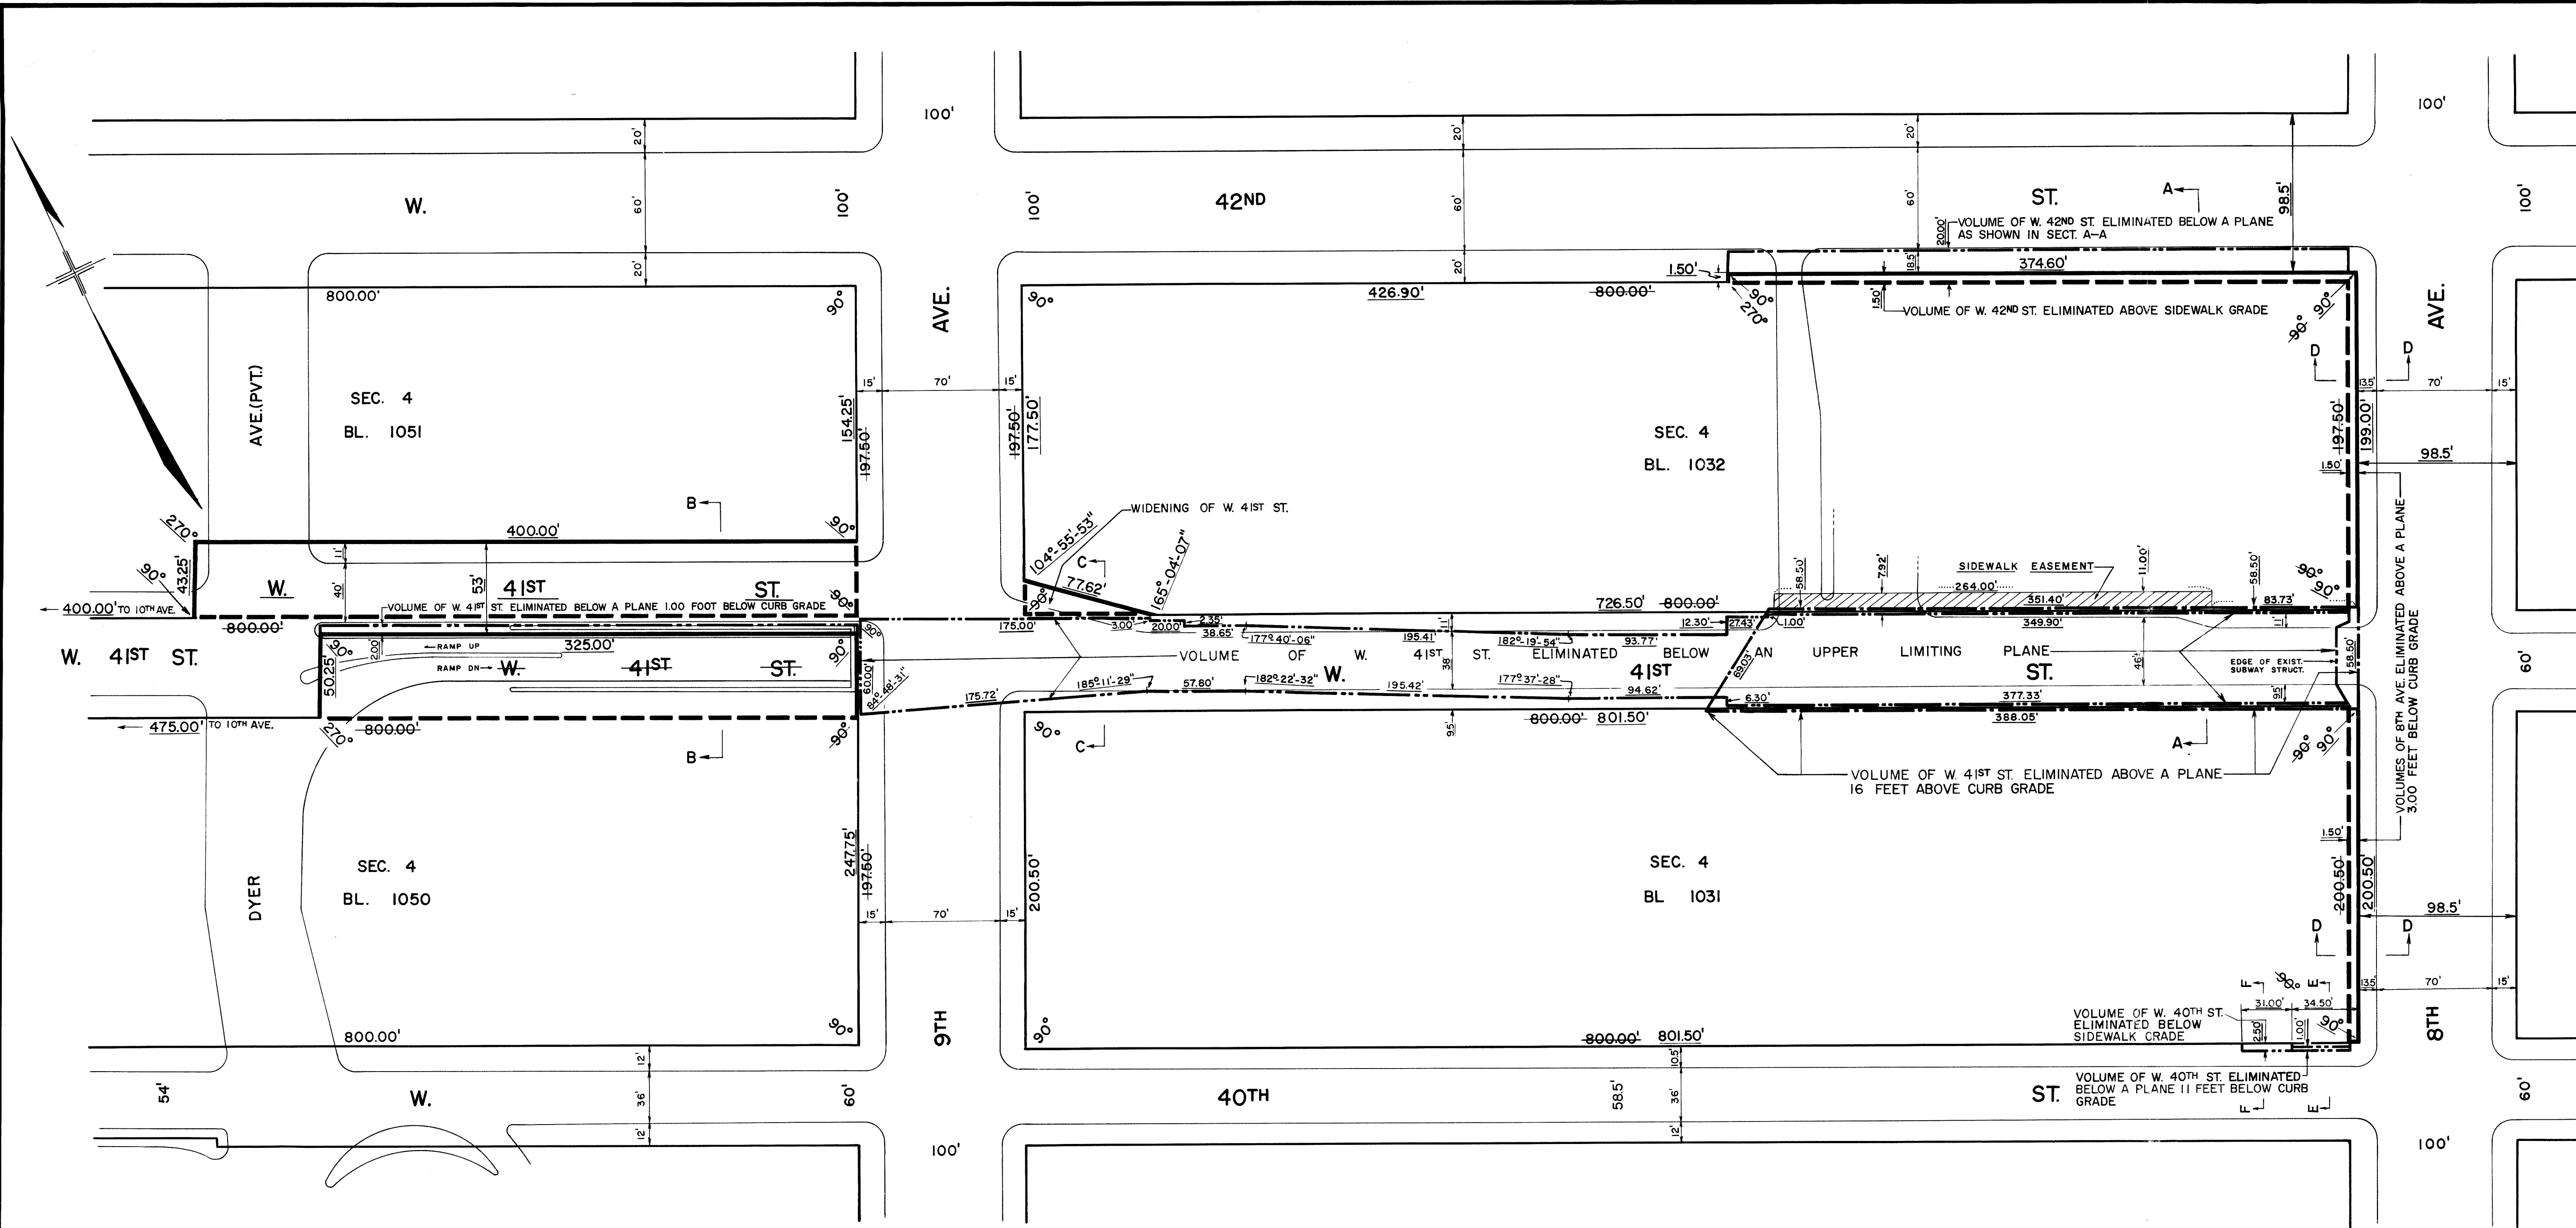 100'
100'
20'
20'
20'
W.
60'
100'
100'
42ND
60'
60'
ST.
A
98.5'
100'
VOLUME OF W. 42ND ST. ELIMINATED BELOW A PLANE
AS SHOWN IN SECT. A-A
20.00'
20'
20'
18.5'
1.50'
374.60'
800.00'
90°
90°
426.90'
800.00'
90°
270°
1.50'
VOLUME OF W. 42ND ST. ELIMINATED ABOVE SIDEWALK GRADE
90°
90°
AVE.
AVE.
D
D
AVE.(PVT.)
SEC. 4
BL. 1051
15'
70'
15'
154.25'
197.50'
197.50'
177.50'
SEC. 4
BL. 1032
13.5'
70'
15'
197.50'
199.00'
98.5'
1.50'
B
WIDENING OF W. 41ST ST.
270°
400.00'
90°
104°-55'-53"
165°-04'-07"
C
77.62'
90°
43.25'
11'
40'
53'
W.
41ST
ST.
90°
90°
VOLUMES OF 8TH AVE. ELIMINATED ABOVE A PLANE
3.00 FEET BELOW CURB GRADE
SIDEWALK EASEMENT
58.50'
7.92'
264.00'
11.00'
58.50'
90°
90°
351.40'
83.73'
400.00' TO 10TH AVE.
VOLUME OF W. 41ST ST. ELIMINATED BELOW A PLANE 1.00 FOOT BELOW CURB GRADE
800.00'
726.50'
800.00'
175.00'
3.00'
20.00'
2.35'
38.65'
177°40'-06"
195.41'
11'
182°-19'-54"
93.77'
12.30'
27.43'
1.00'
349.90'
11'
W. 41ST ST.
2.00'
90°
325.00'
90°
90°
RAMP UP
RAMP DN
W.
41ST
ST.
50.25'
60.00'
84°-48'-31"
VOLUME OF W. 41ST ST. ELIMINATED BELOW AN UPPER LIMITING PLANE
38'
W.
41ST
69.03'
ST.
46'
EDGE OF EXIST.
SUBWAY STRUCT.
58.50'
60'
175.72'
185°-11'-29"
57.80'
182°-22'-32"
195.42'
177°37'-28"
94.62'
6.30'
377.33'
9.5'
475.00' TO 10TH AVE.
270°
800.00'
90°
B
90°
C
9.5'
800.00'
801.50'
388.05'
A
90°
90°
VOLUME OF W. 41ST ST. ELIMINATED ABOVE A PLANE
16 FEET ABOVE CURB GRADE
SEC. 4
BL. 1050
DYER
247.75'
197.50'
15'
70'
15'
200.50'
SEC. 4
BL 1031
1.50'
200.50'
200.50'
98.5'
D
D
F
90°
E
13.5'
70'
15'
31.00'
34.50'
VOLUME OF W. 40TH ST.
ELIMINATED BELOW
SIDEWALK GRADE
2.50'
1.00'
90°
800.00'
90°
9TH
90°
800.00'
801.50'
8TH
54'
W.
12'
36'
12'
60'
40TH
58.5'
10.5'
36'
12'
ST.
VOLUME OF W. 40TH ST. ELIMINATED
BELOW A PLANE 11 FEET BELOW CURB
GRADE
F
E
60'
100'
100'